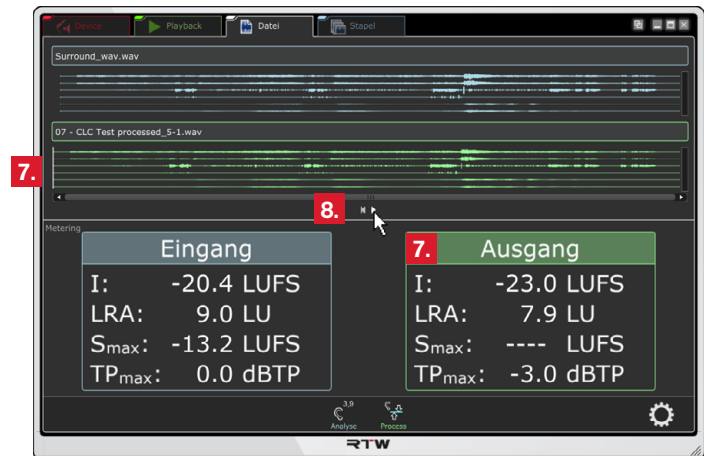 Device
Playback
Datei
Stapel
Surround_wav.wav
07 - CLC Test processed_5-1.wav
7.
8.
Metering
Eingang
I: -20.4 LUFS
LRA: 9.0 LU
Smax: -13.2 LUFS
TPmax: 0.0 dBTP
7.
Ausgang
I: -23.0 LUFS
LRA: 7.9 LU
Smax: ---- LUFS
TPmax: -3.0 dBTP
3,9
Analyse
Process
RTW